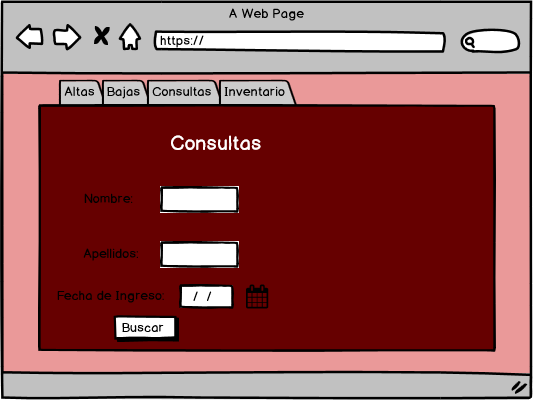 A Web Page
https://
Altas Bajas Consultas Inventario
Consultas
Nombre:
Apellidos:
Fecha de Ingreso: / /
Buscar